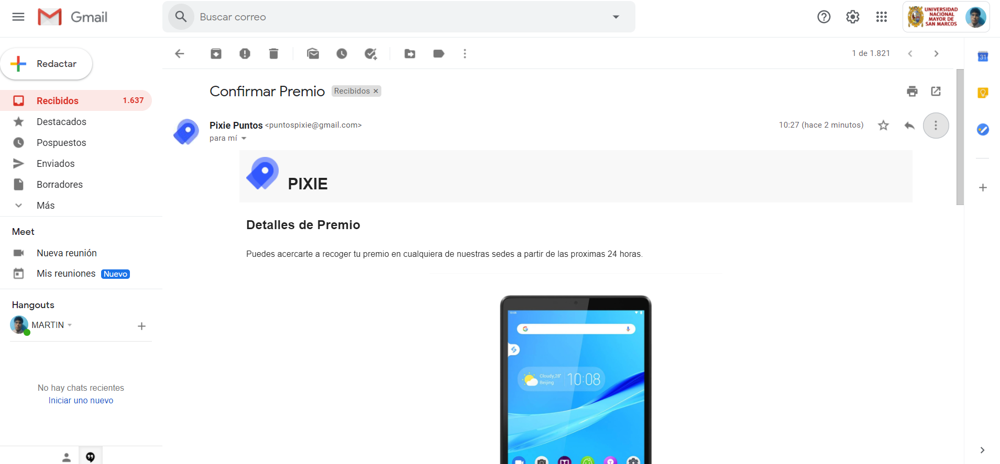 Gmail
Buscar correo
UNIVERSIDAD
NACIONAL
MAYOR DE
SAN MARCOS
Redactar
1 de 1.821
31
Recibidos 1.637
Destacados
Pospuestos
Enviados
Borradores
Más
Meet
Nueva reunión
Mis reuniones Nuevo
Hangouts
MARTIN
No hay chats recientes
Iniciar uno nuevo
Confirmar Premio Recibidos ×
Pixie Puntos <puntospixie@gmail.com> 10:27 (hace 2 minutos)
para mí
PIXIE
Detalles de Premio
Puedes acercarte a recoger tu premio en cualquiera de nuestras sedes a partir de las proximas 24 horas.
10:08
G
Cloudy,28° 10:08
Beijing